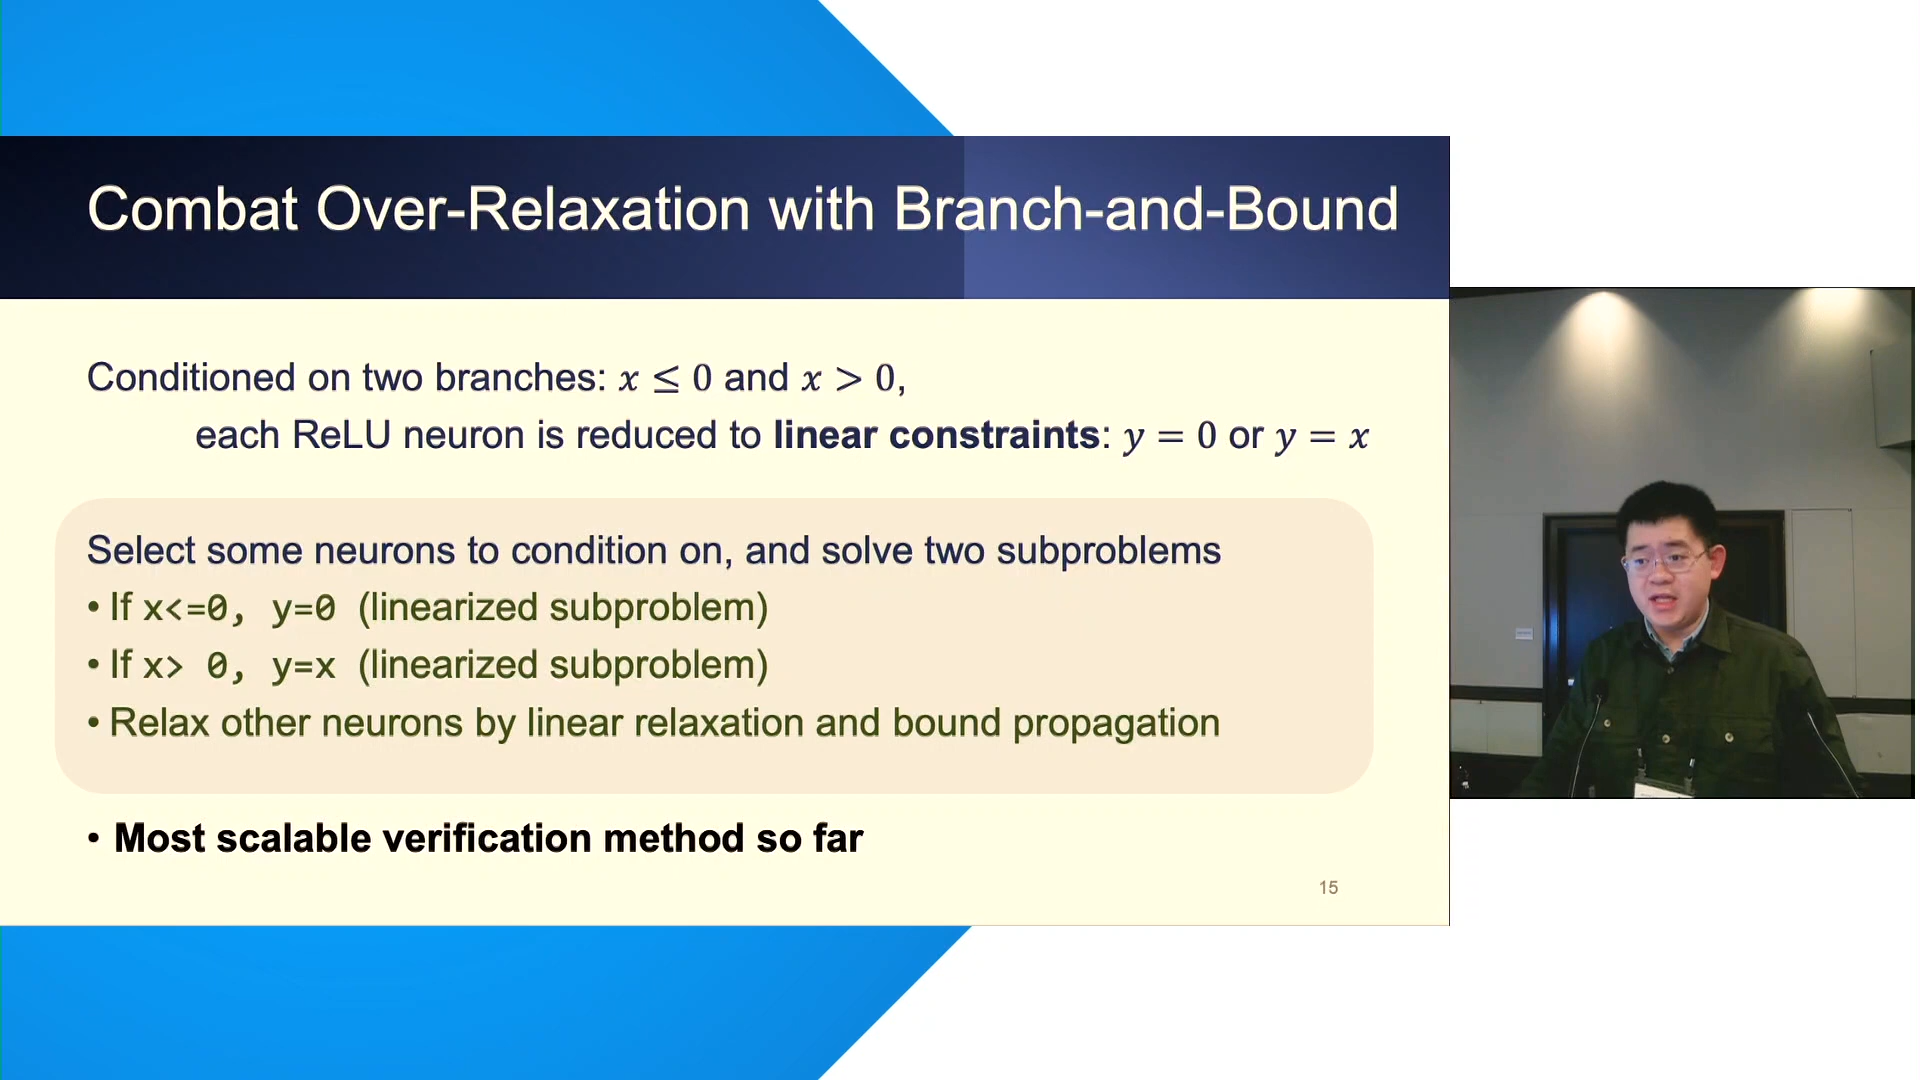 Combat Over-Relaxation with Branch-and-Bound
Conditioned on two branches: x ≤ 0 and x > 0,
each ReLU neuron is reduced to linear constraints: y = 0 or y = x
Select some neurons to condition on, and solve two subproblems
• If x<=0, y=0 (linearized subproblem)
• If x> 0, y=x (linearized subproblem)
• Relax other neurons by linear relaxation and bound propagation
• Most scalable verification method so far
15